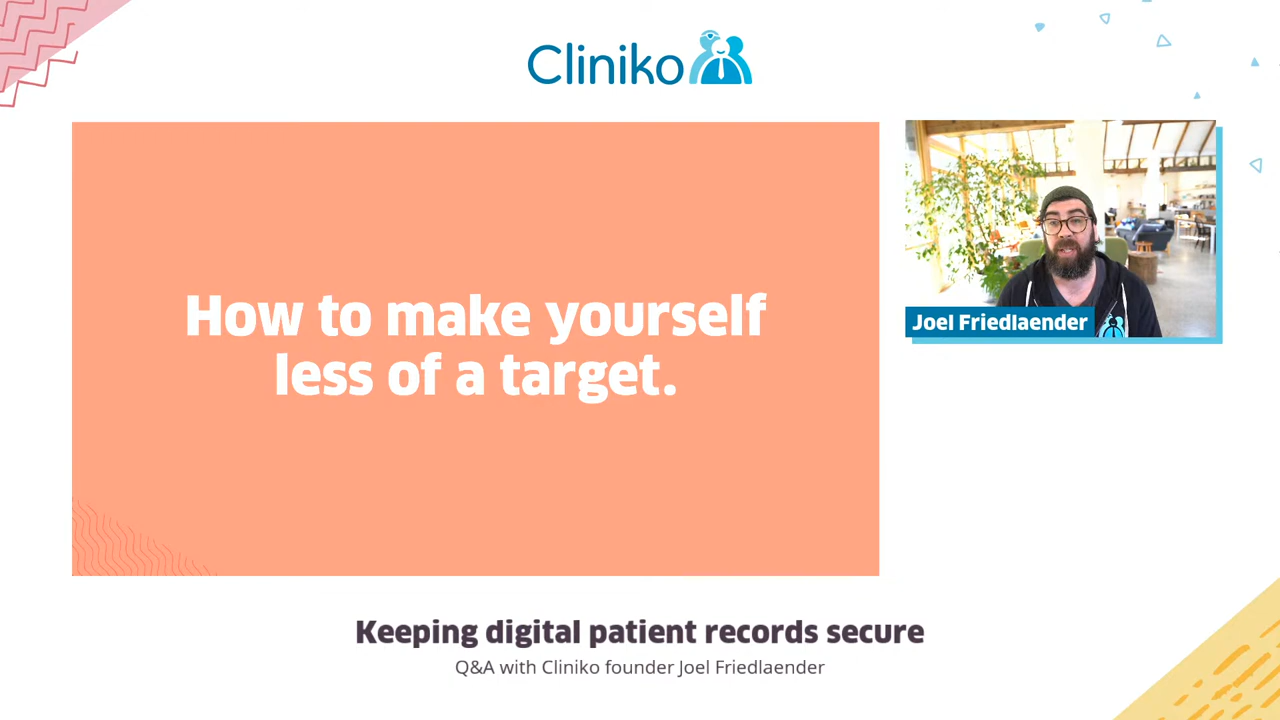 Cliniko
How to make yourself
less of a target.
Joel Friedlaender
Keeping digital patient records secure
Q&A with Cliniko founder Joel Friedlaender